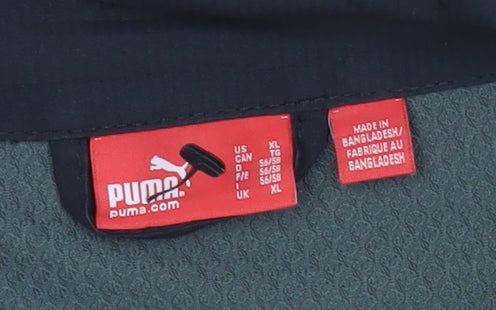 PUMA
puma.com
US XL
CAN TG
D 56/58
F/E 56/58
I 56/58
UK XL
MADE IN
BANGLADESH/
FABRIQUE AU
BANGLADESH